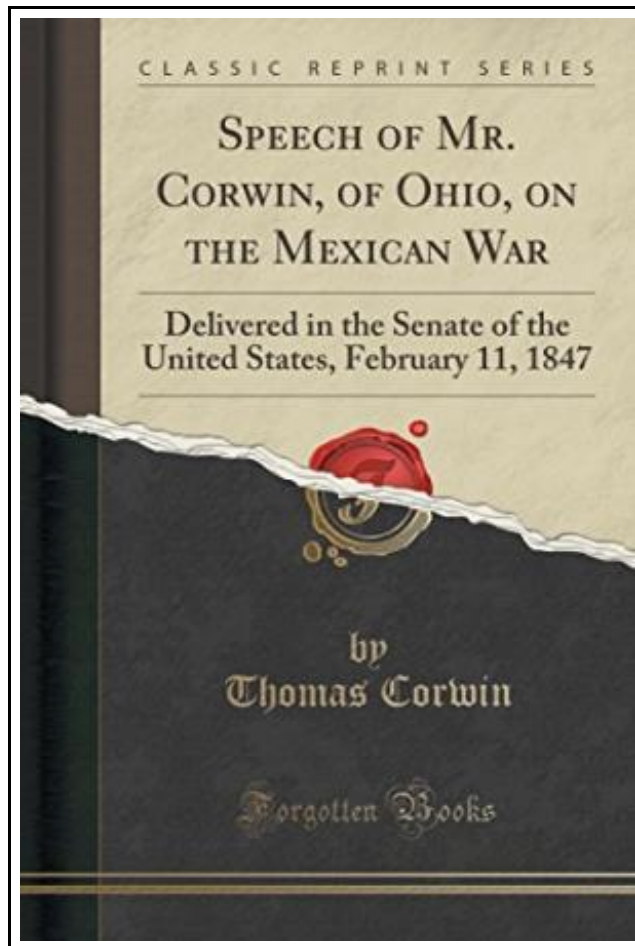 CLASSIC REPRINT SERIES
SPEECH OF MR.
CORWIN, OF OHIO, ON
THE MEXICAN WAR
Delivered in the Senate of the
United States, February 11, 1847
F
by
Thomas Corwin
Forgotten Books